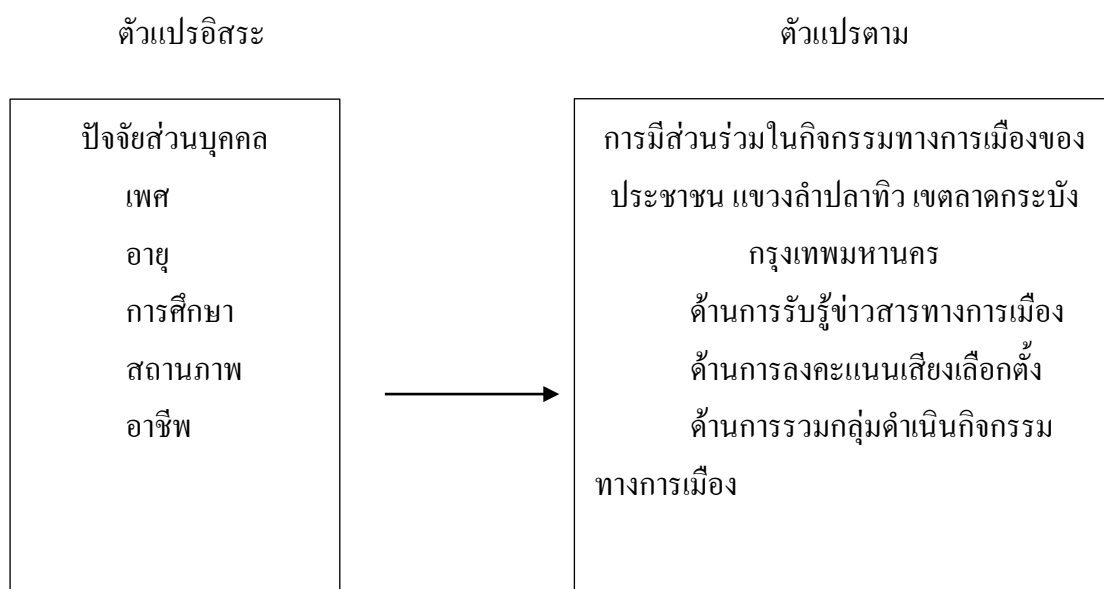 ตัวแปรอิสระ
ตัวแปรตาม
ปัจจัยส่วนบุคคล
เพศ
อายุ
การศึกษา
สถานภาพ
อาชีพ
การมีส่วนร่วมในกิจกรรมทางการเมืองของ
ประชาชน แขวงลำปลาทิว เขตลาดกระบัง
กรุงเทพมหานคร
ด้านการรับรู้ข่าวสารทางการเมือง
ด้านการลงคะแนนเสียงเลือกตั้ง
ด้านการรวมกลุ่มดำเนินกิจกรรม
ทางการเมือง